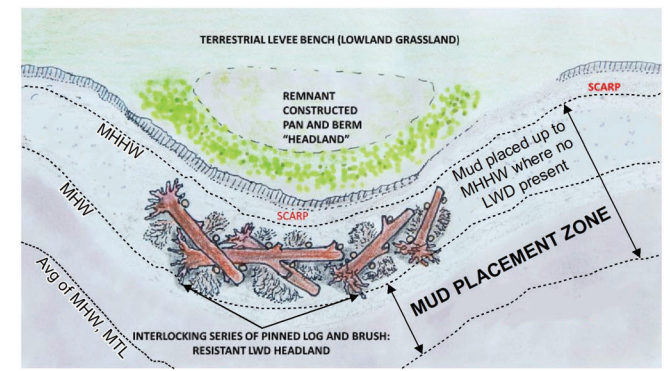 TERRESTRIAL LEVEE BENCH (LOWLAND GRASSLAND)
REMNANT
CONSTRUCTED
PAN AND BERM
"HEADLAND"
SCARP
MHHW
Mud placed up to
MHHW where no
LWD present
MHW
SCARP
MUD PLACEMENT ZONE
Avg of MHW, MTL
INTERLOCKING SERIES OF PINNED LOG AND BRUSH:
RESISTANT LWD HEADLAND